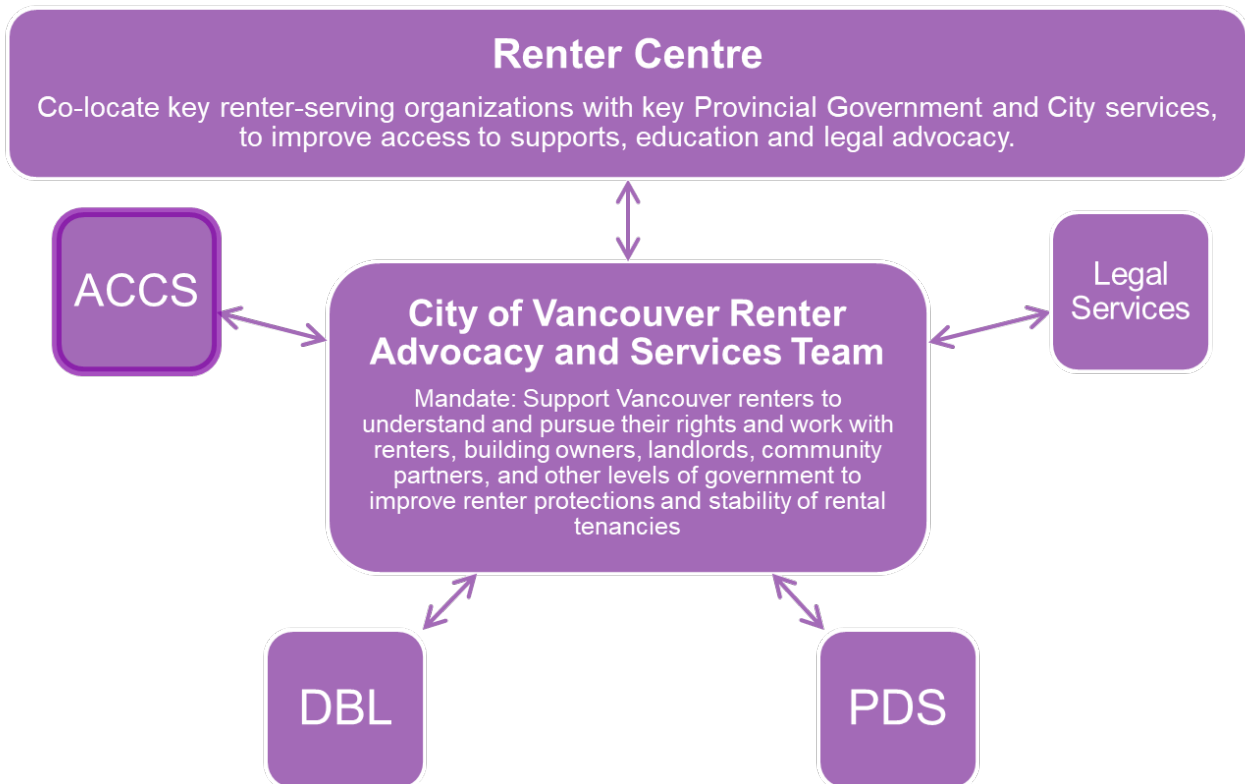 Renter Centre
Co-locate key renter-serving organizations with key Provincial Government and City services,
to improve access to supports, education and legal advocacy.
ACCS
Legal
Services
City of Vancouver Renter
Advocacy and Services Team
Mandate: Support Vancouver renters to
understand and pursue their rights and work with
renters, building owners, landlords, community
partners, and other levels of government to
improve renter protections and stability of rental
tenancies
DBL
PDS